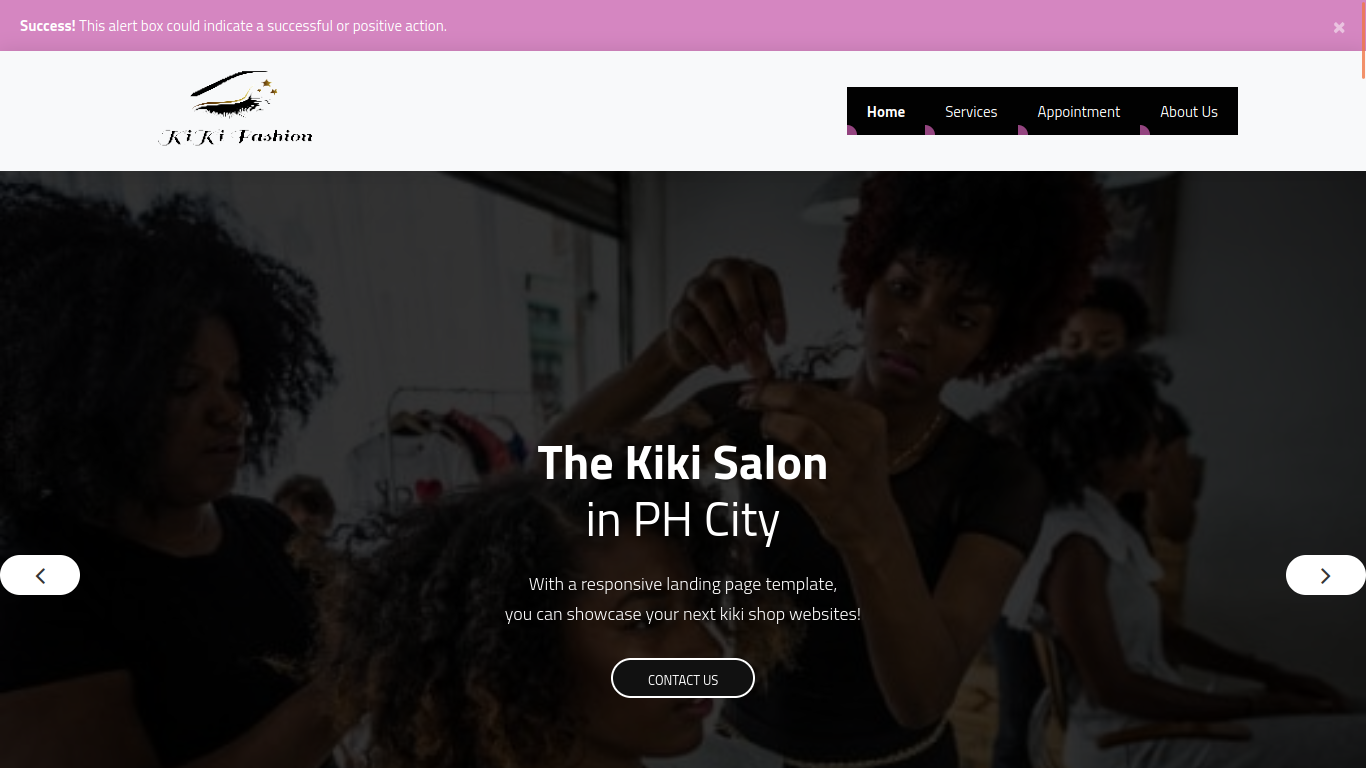 Success! This alert box could indicate a successful or positive action.
×
KiKi Fashion
Home Services Appointment About Us
The Kiki Salon
in PH City
With a responsive landing page template,
you can showcase your next kiki shop websites!
CONTACT US